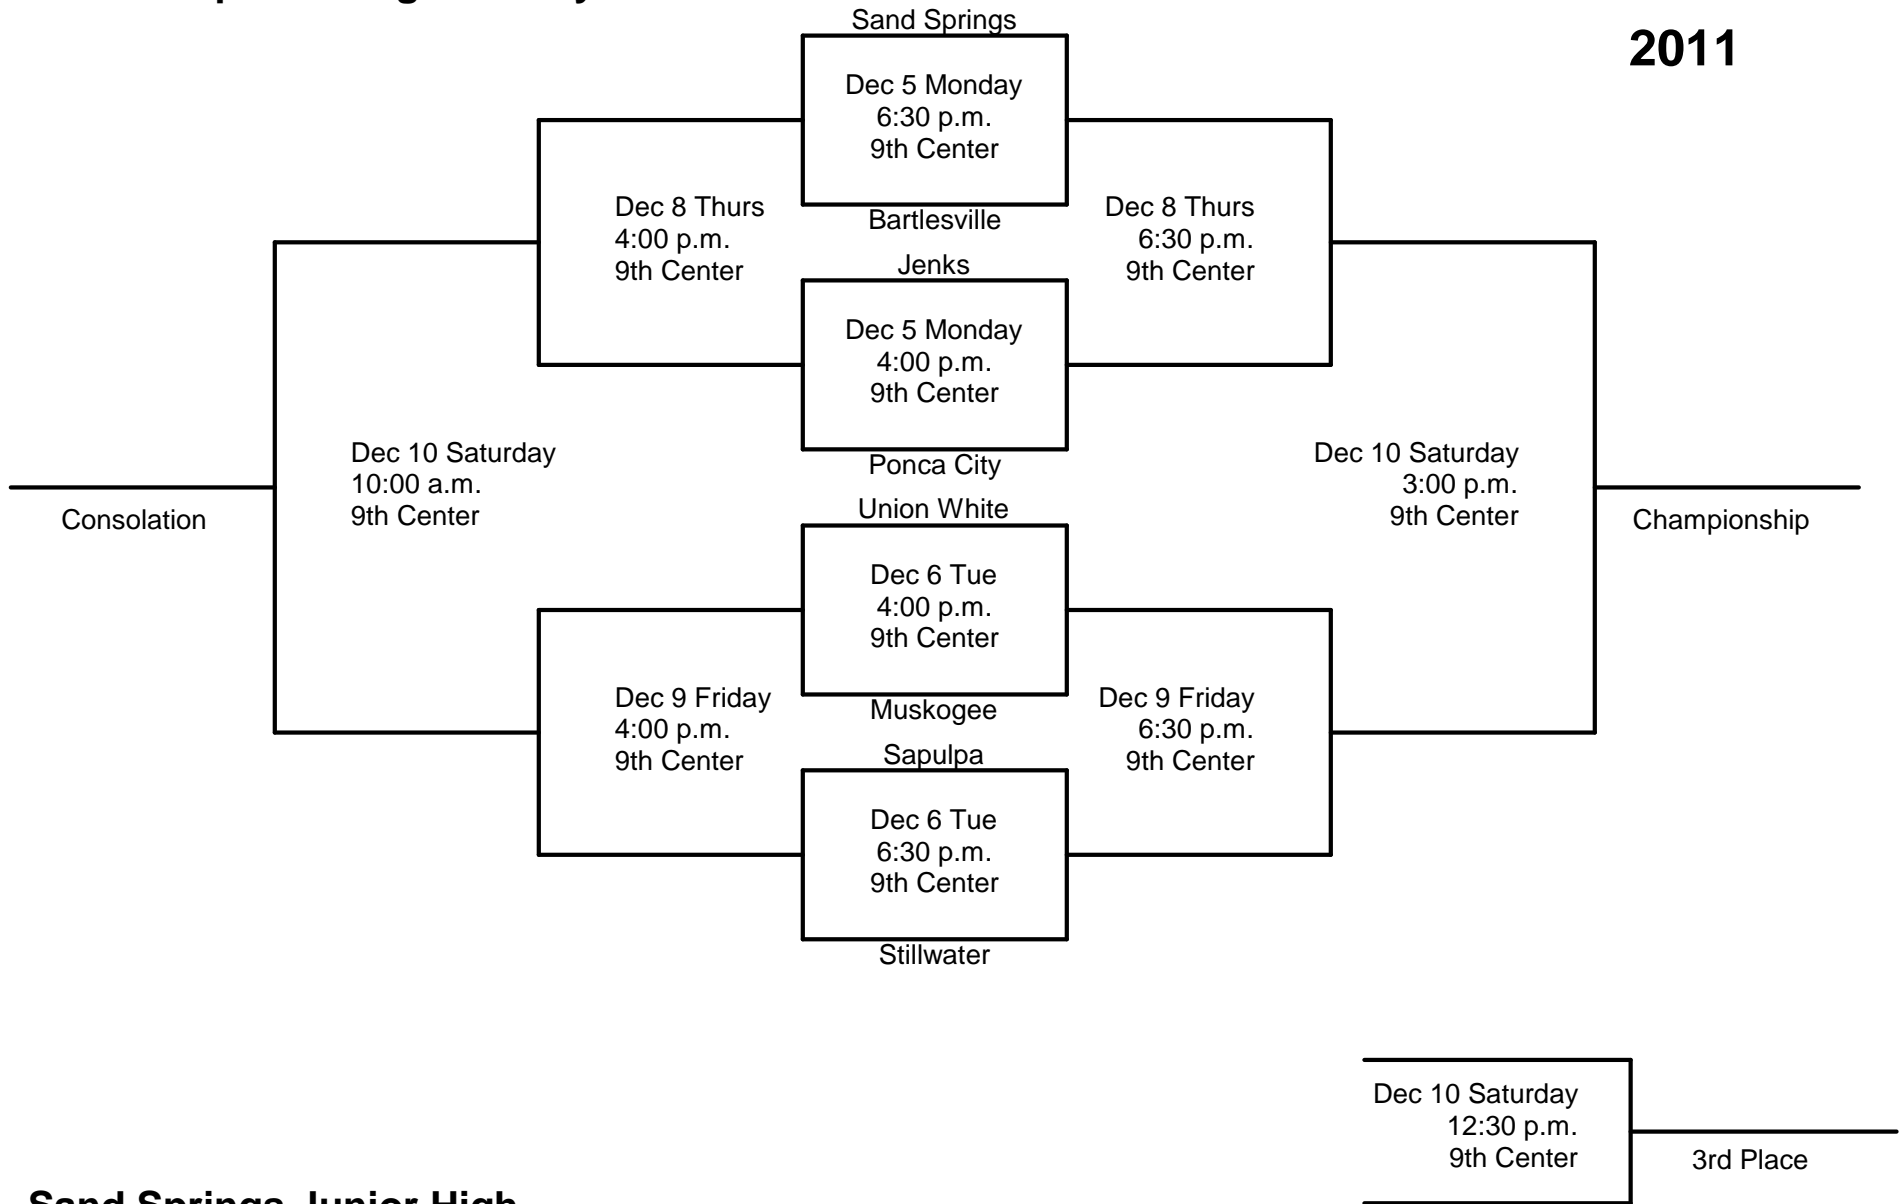 2011
Sand Springs
Dec 5 Monday
6:30 p.m.
9th Center
Bartlesville
Dec 8 Thurs
4:00 p.m.
9th Center
Dec 8 Thurs
6:30 p.m.
9th Center
Jenks
Dec 5 Monday
4:00 p.m.
9th Center
Ponca City
Dec 10 Saturday
10:00 a.m.
9th Center
Consolation
Dec 10 Saturday
3:00 p.m.
9th Center
Championship
Union White
Dec 6 Tue
4:00 p.m.
9th Center
Muskogee
Dec 9 Friday
4:00 p.m.
9th Center
Dec 9 Friday
6:30 p.m.
9th Center
Sapulpa
Dec 6 Tue
6:30 p.m.
9th Center
Stillwater
Dec 10 Saturday
12:30 p.m.
9th Center
3rd Place
Sand Springs Junior High